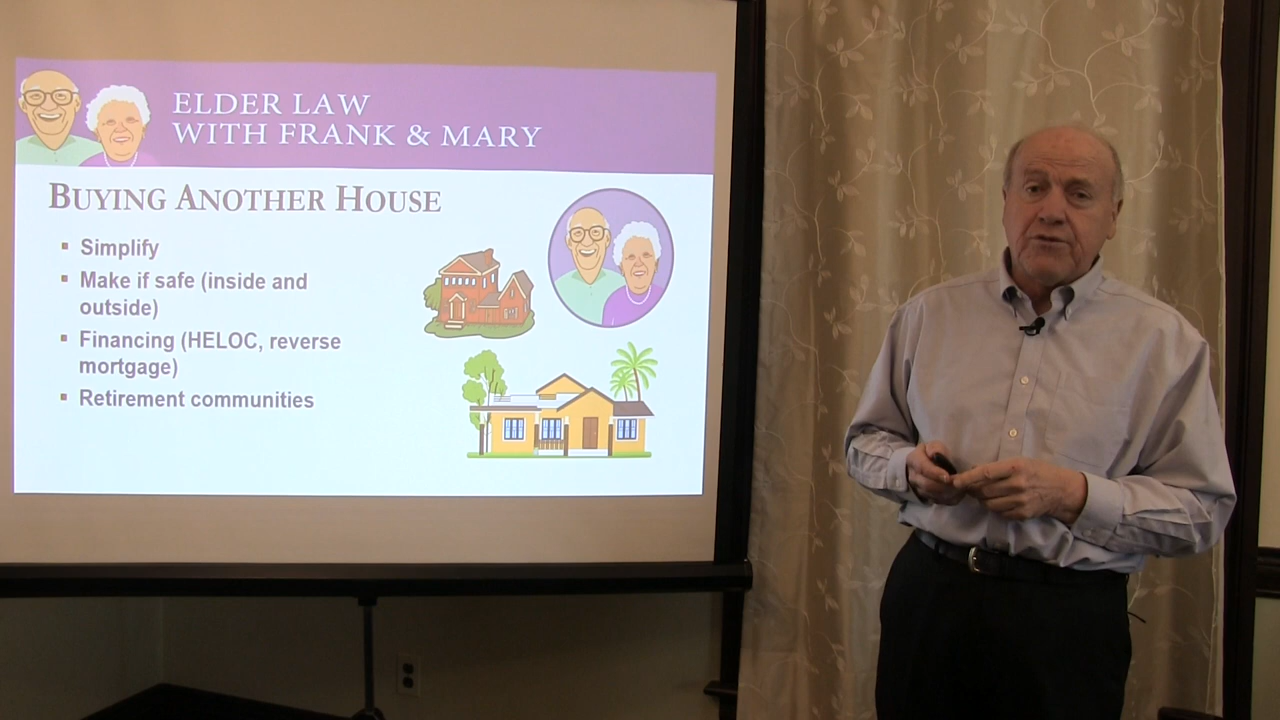 ELDER LAW
WITH FRANK & MARY
BUYING ANOTHER HOUSE
▪ Simplify
▪ Make if safe (inside and
outside)
▪ Financing (HELOC, reverse
mortgage)
▪ Retirement communities